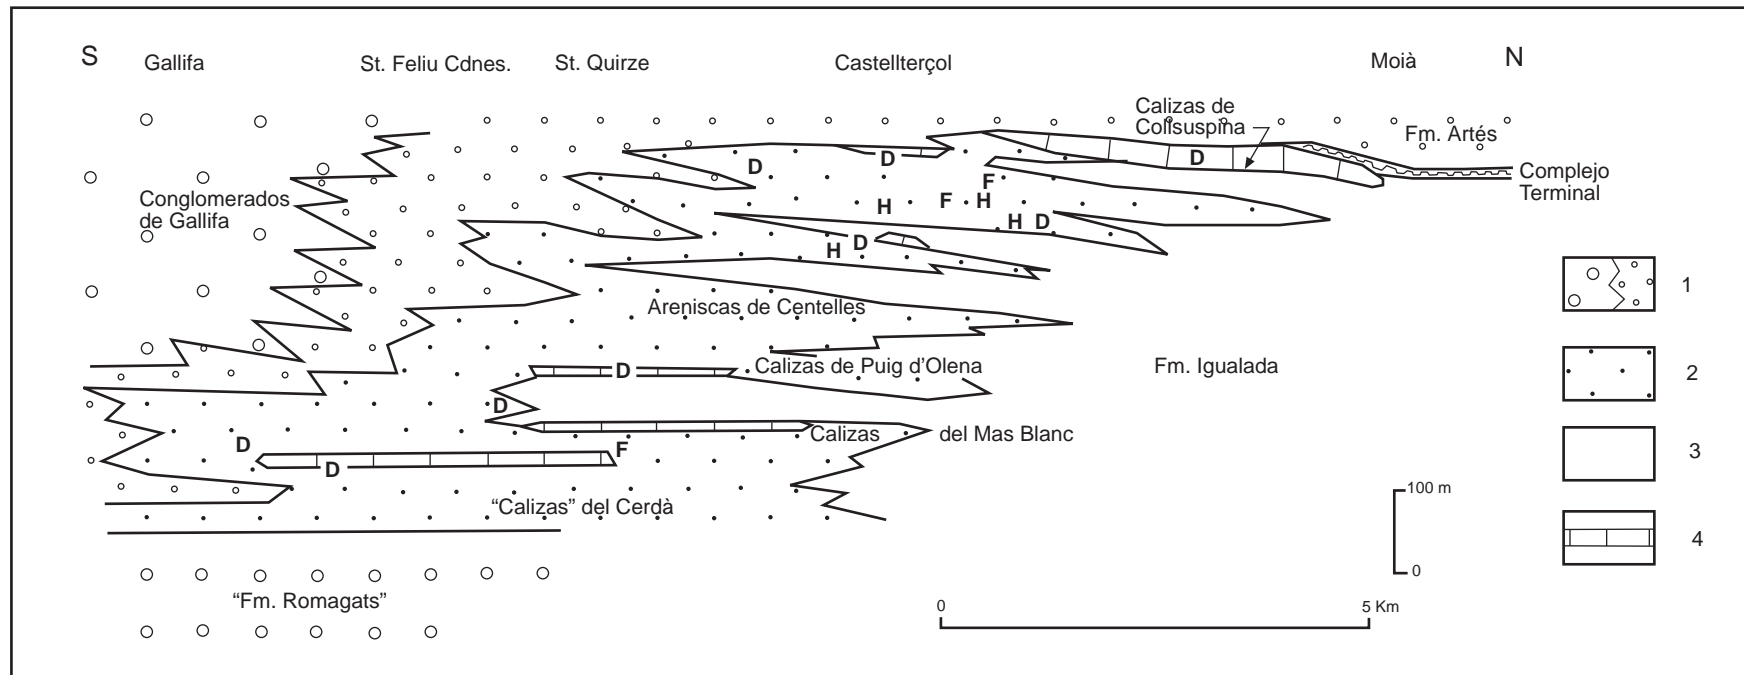 S
Gallifa
St. Feliu Cdnes.
St. Quirze
Castellterçol
Moià
N
Calizas de
Collsuspina
Fm. Artés
Complejo
Terminal
Conglomerados
de Gallifa
D
D
D
F
F
H
H
H
D
H
D
Areniscas de Centelles
1
Calizas de Puig d’Olena
Fm. Igualada
D
2
D
Calizas
del Mas Blanc
D
F
D
3
“Calizas” del Cerdà
100 m
0
4
“Fm. Romagats”
0
5 Km